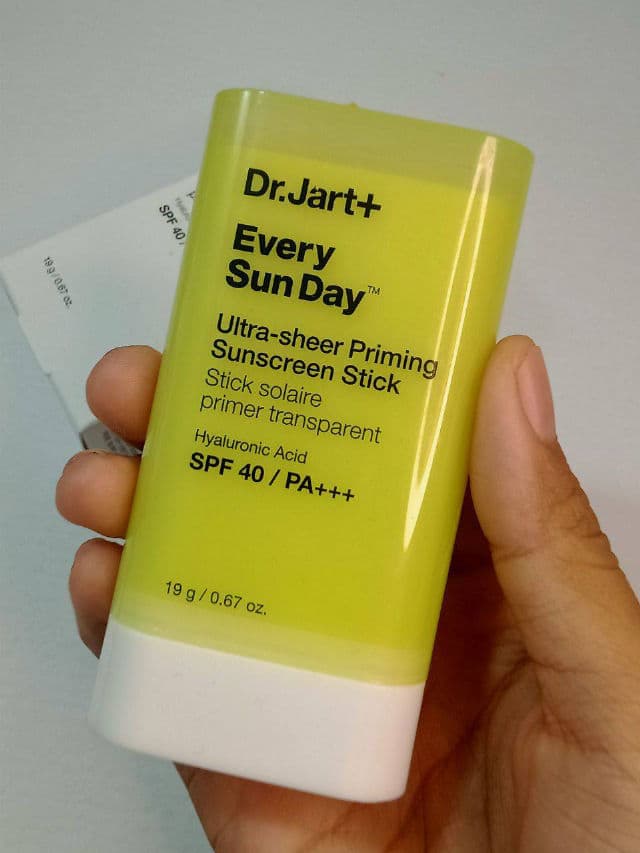 Dr.Jart+
Every
Sun Day™
Ultra-sheer Priming
Sunscreen Stick
Stick solaire
primer transparent
Hyaluronic Acid
SPF 40 / PA+++
19 g / 0.67 oz.
SPF 40 /
19 g / 0.67 oz.